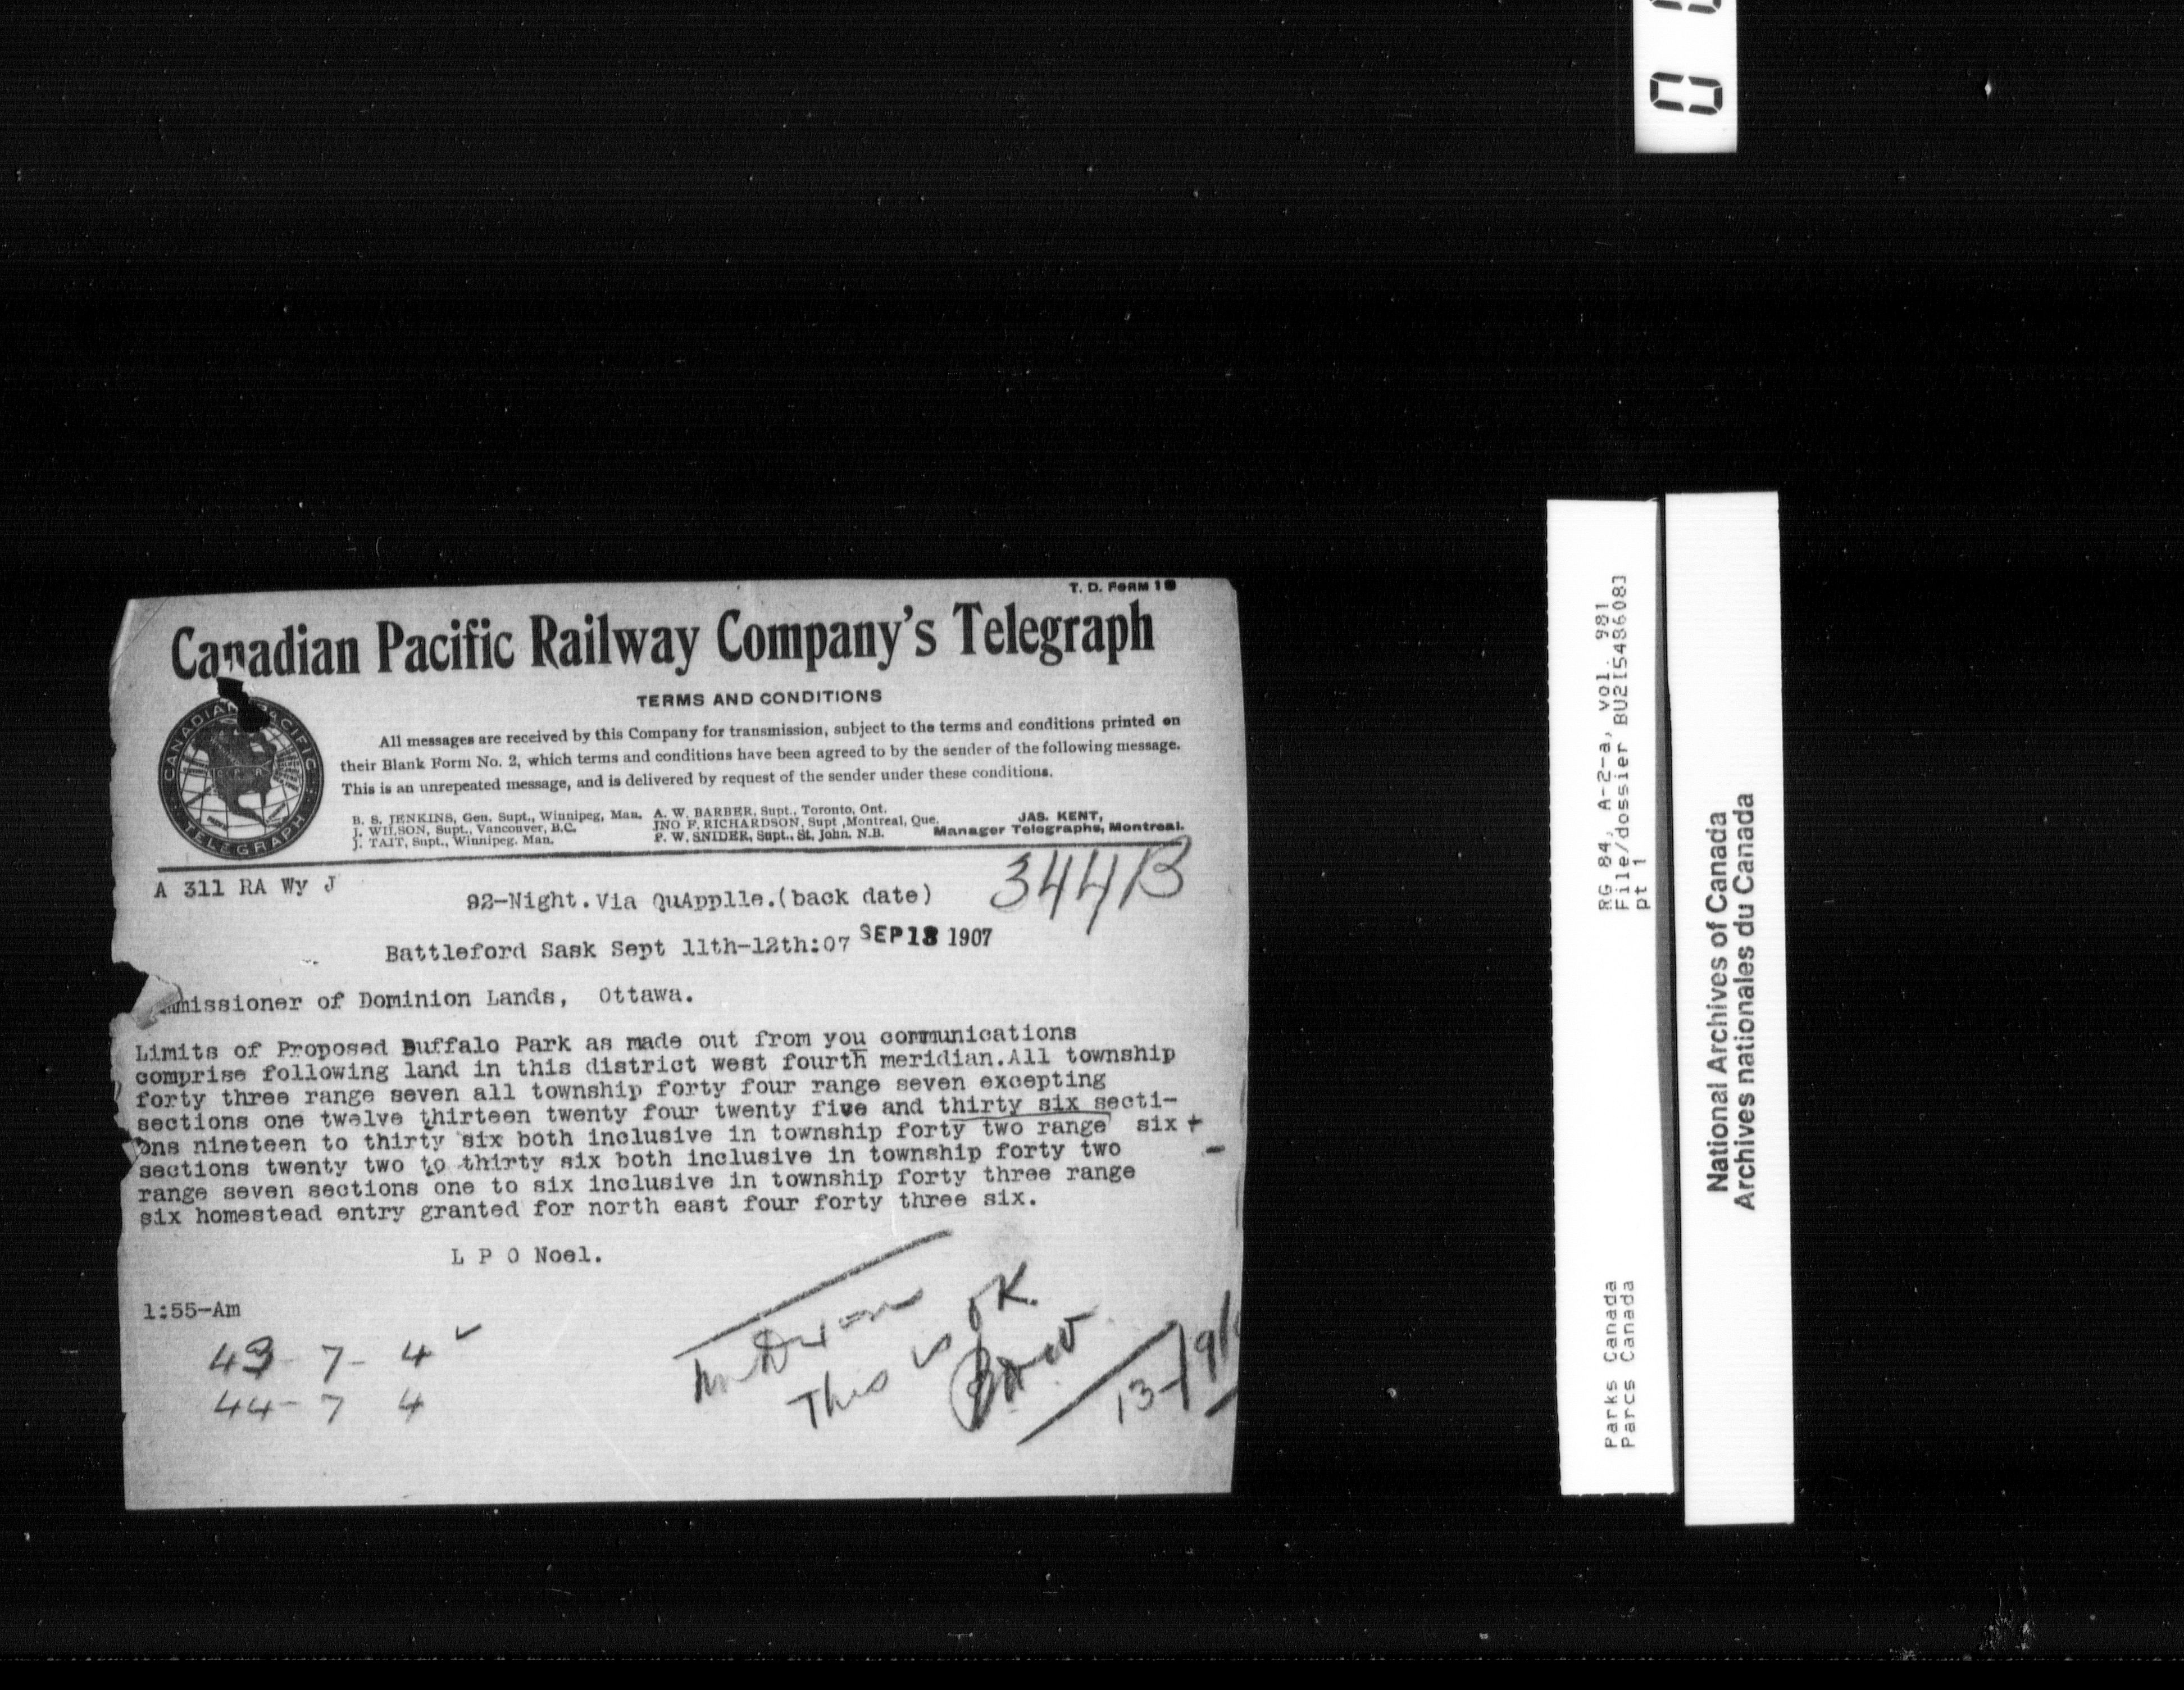 T. D. FORM 1
Canadian Pacific Railway Company's Telegraph
TERMS AND CONDITIONS
CANADIAN PACIFIC
C.P.R.
TELEGRAPH
All messages are received by this Company for transmission, subject to the terms and conditions printed on
their Blank Form No. 2, which terms and conditions have been agreed to by the sender of the following message.
This is an unrepeated message, and is delivered by request of the sender under these conditions.
B. S. JENKINS, Gen. Supt., Winnipeg, Man.
J. WILSON, Supt., Vancouver, B.C.
J. TAIT, Supt., Winnipeg. Man.
A. W. BARBER, Supt., Toronto, Ont.
JNO F. RICHARDSON, Supt ,Montreal, Que.
P. W. SNIDER, Supt., St. John. N.B.
JAS. KENT,
Manager Telegraphs, Montreal.
A 311 RA Wy J
344B
92-Night.Via QuApplle.(back date)
Battleford Sask Sept 11th-12th:07 SEP 13 1907
mmissioner of Dominion Lands, Ottawa.
Limits of Proposed Buffalo Park as made out from you communications
comprise following land in this district west fourth meridian.All township
forty three range seven all township forty four range seven excepting
sections one twelve thirteen twenty four twenty five and thirty six secti-
ons nineteen to thirty six both inclusive in township forty two range six +
sections twenty two to thirty six both inclusive in township forty two
range seven sections one to six inclusive in township forty three range
six homestead entry granted for north east four forty three six.
L P O Noel.
1:55-Am
43 - 7 - 4 ✓
44 - 7 4
This is OK
13-/9/
RG 84, A-2-a, vol. 981
File/dossier BU2[5486083]
pt 1
Parks Canada
Parcs Canada
National Archives of Canada
Archives nationales du Canada